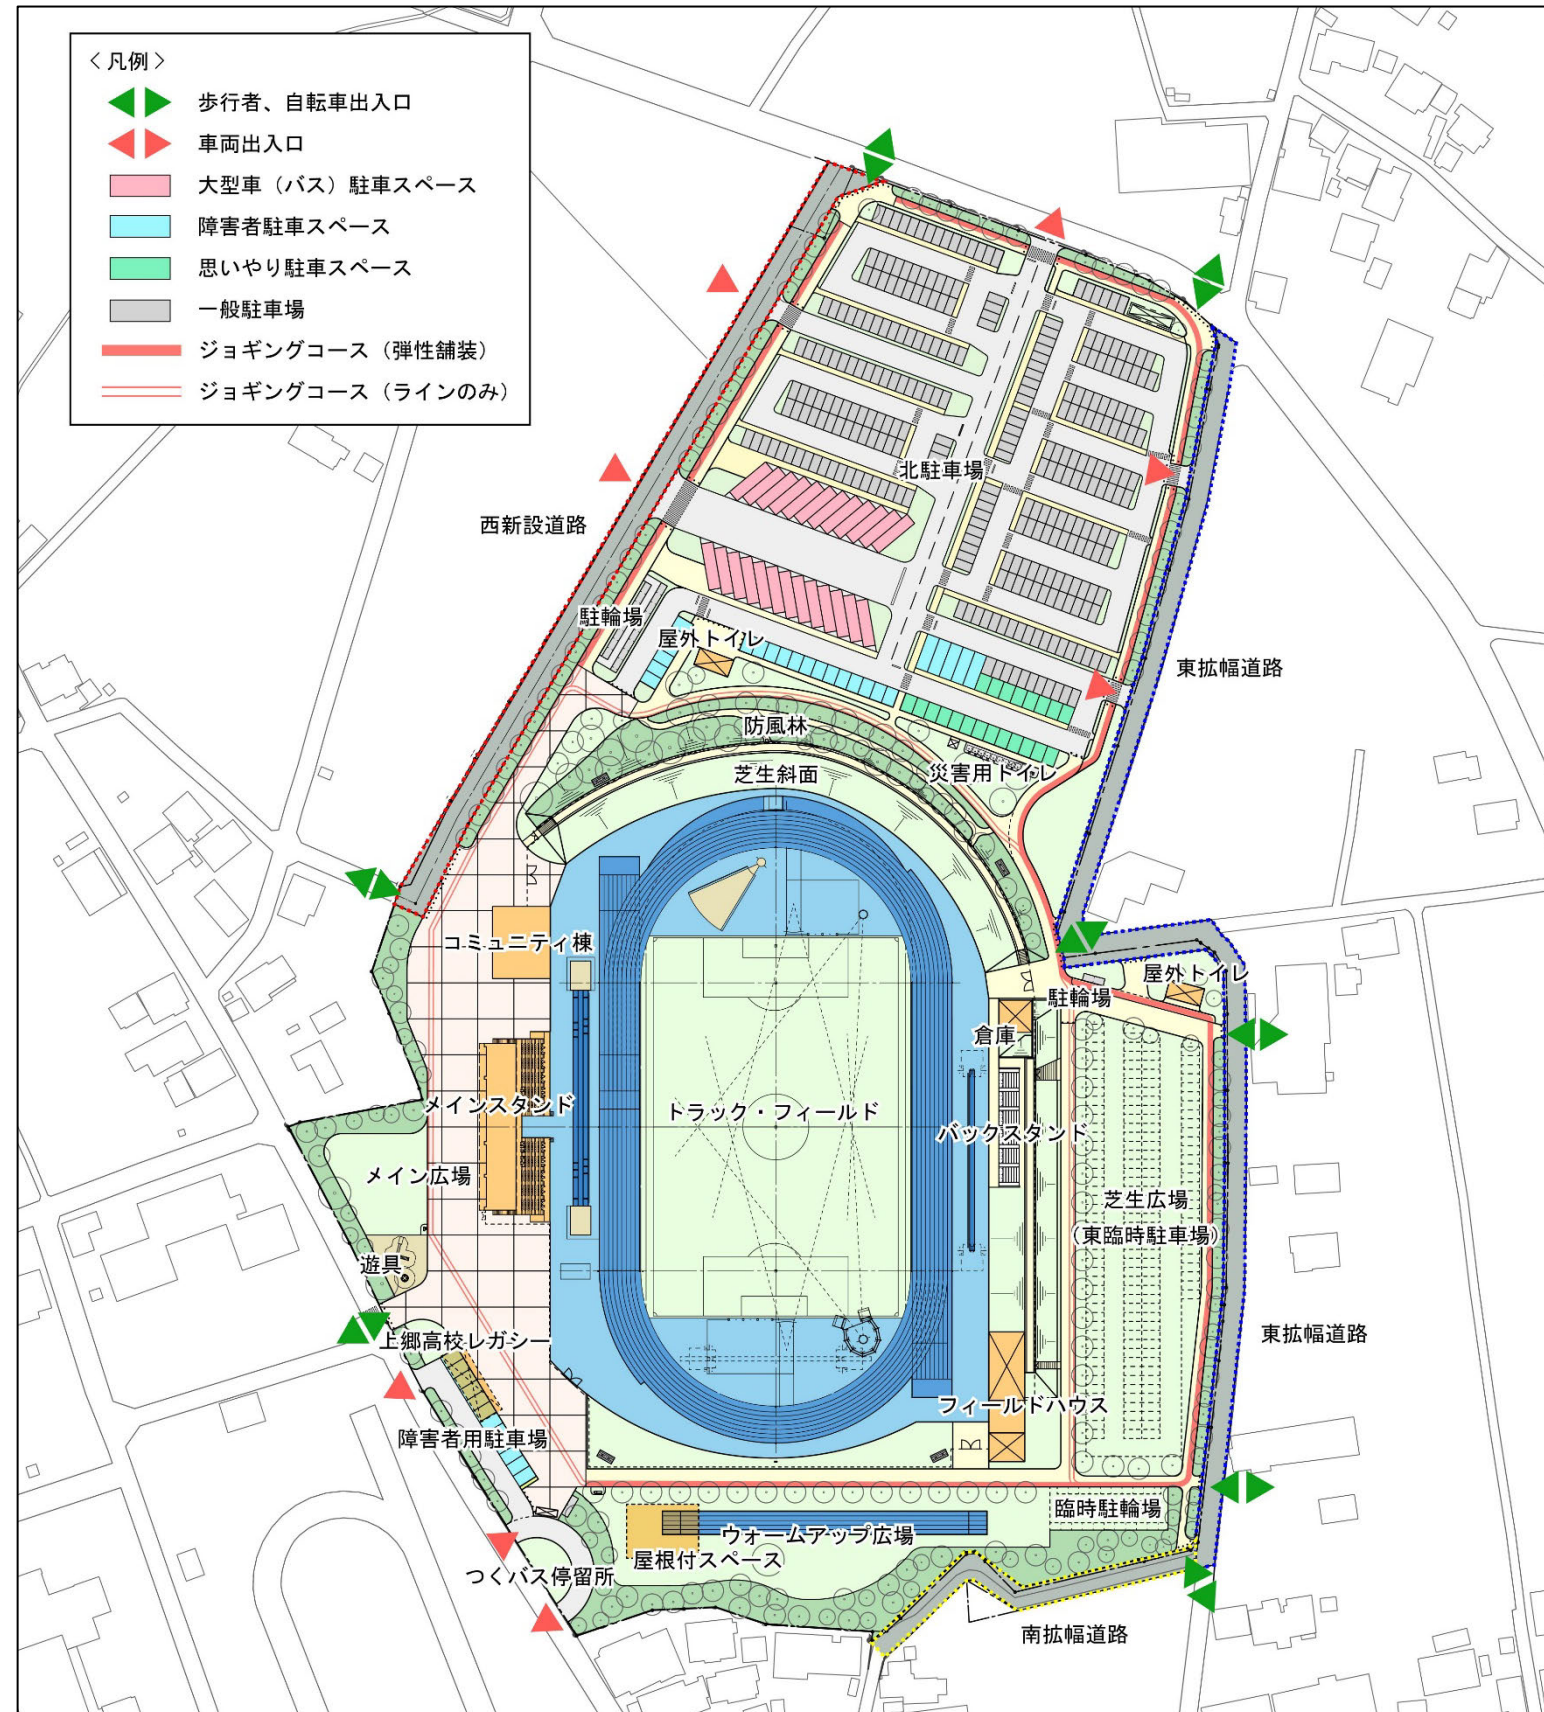 ＜凡例＞
歩行者、自転車出入口
車両出入口
大型車（バス）駐車スペース
障害者駐車スペース
思いやり駐車スペース
一般駐車場
ジョギングコース（弾性舗装）
ジョギングコース（ラインのみ）
北駐車場
西新設道路
駐輪場
屋外トイレ
東拡幅道路
防風林
芝生斜面
災害用トイレ
コミュニティ棟
屋外トイレ
駐輪場
倉庫
メインスタンド
トラック・フィールド
バックスタンド
メイン広場
芝生広場
（東臨時駐車場）
遊具
上郷高校レガシー
東拡幅道路
フィールドハウス
障害者用駐車場
臨時駐輪場
ウォームアップ広場
屋根付スペース
つくバス停留所
南拡幅道路